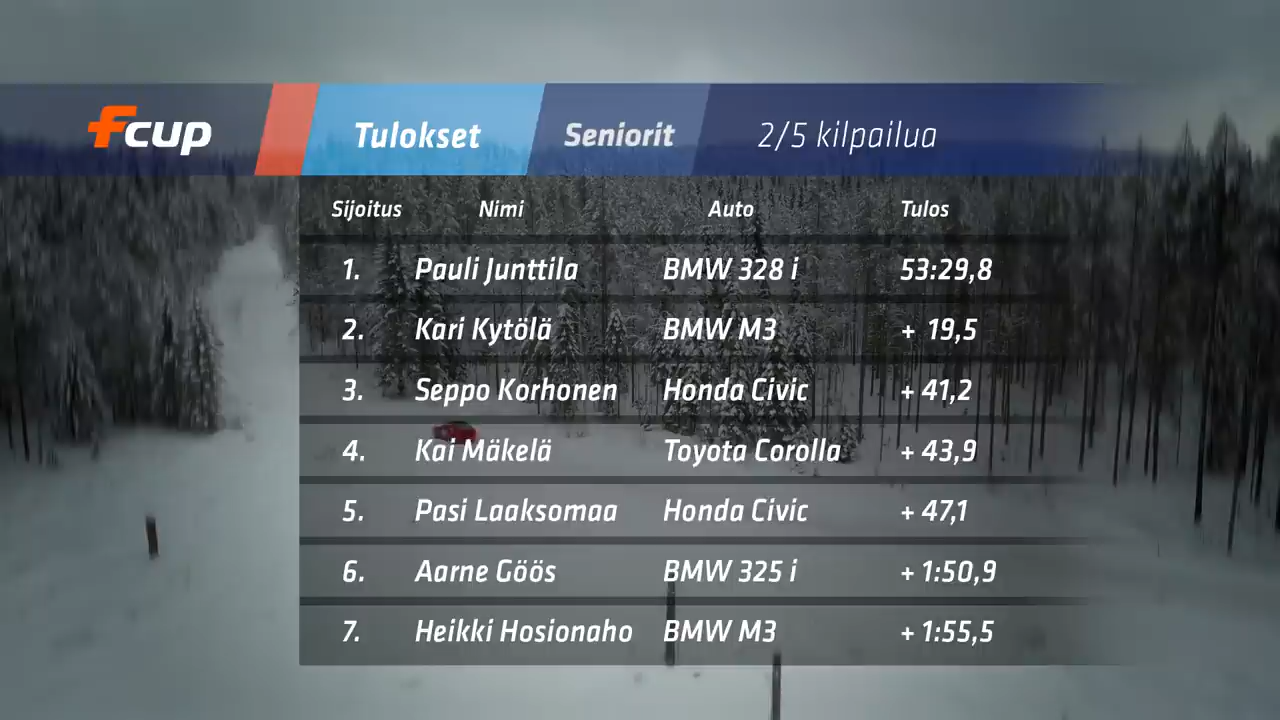 fcup Tulokset Seniorit 2/5 kilpailua
Sijoitus Nimi Auto Tulos
1. Pauli Junttila BMW 328 i 53:29,8
2. Kari Kytölä BMW M3 + 19,5
3. Seppo Korhonen Honda Civic + 41,2
4. Kai Mäkelä Toyota Corolla + 43,9
5. Pasi Laaksomaa Honda Civic + 47,1
6. Aarne Göös BMW 325 i + 1:50,9
7. Heikki Hosionaho BMW M3 + 1:55,5